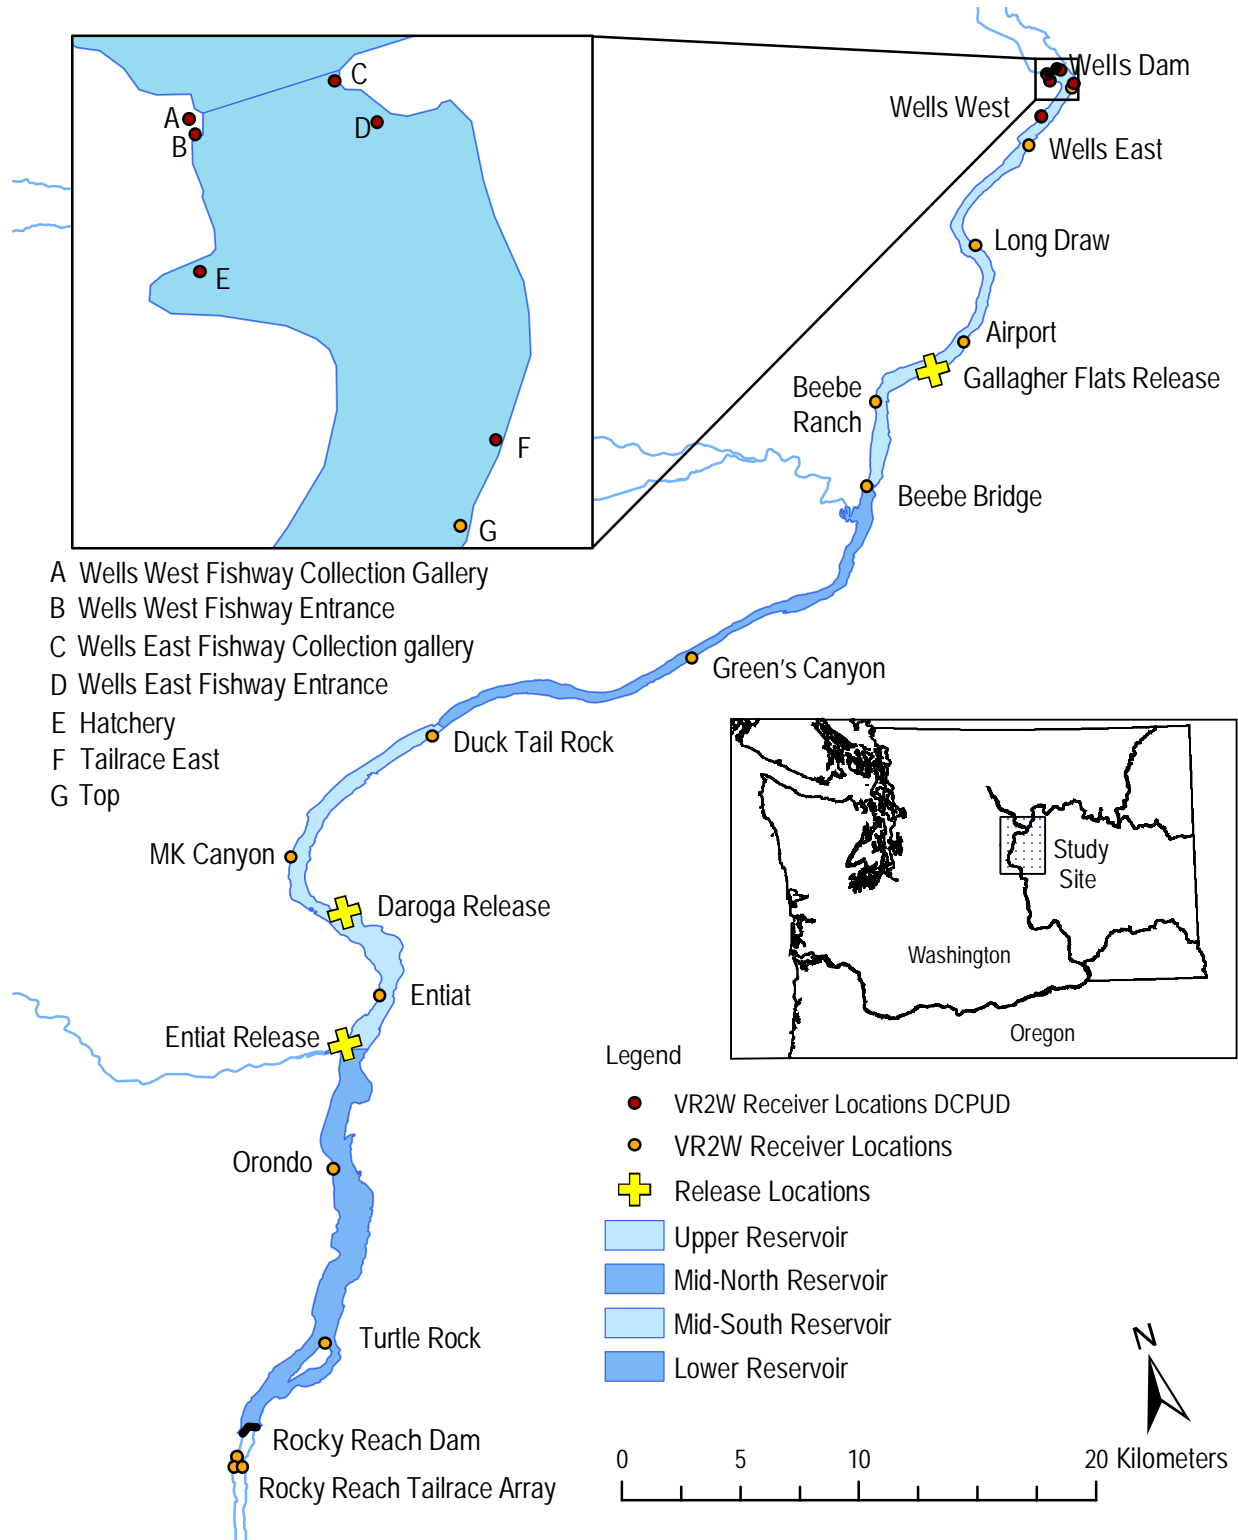 C
A
D
B
E
F
G
Wells Dam
Wells West
Wells East
Long Draw
Airport
Gallagher Flats Release
Beebe
Ranch
Beebe Bridge
A Wells West Fishway Collection Gallery
B Wells West Fishway Entrance
C Wells East Fishway Collection gallery
D Wells East Fishway Entrance
E Hatchery
F Tailrace East
G Top
Green's Canyon
Duck Tail Rock
MK Canyon
Daroga Release
Entiat
Entiat Release
Orondo
Turtle Rock
Rocky Reach Dam
Rocky Reach Tailrace Array
Study
Site
Washington
Oregon
Legend
VR2W Receiver Locations DCPUD
VR2W Receiver Locations
Release Locations
Upper Reservoir
Mid-North Reservoir
Mid-South Reservoir
Lower Reservoir
N
0 5 10 20 Kilometers